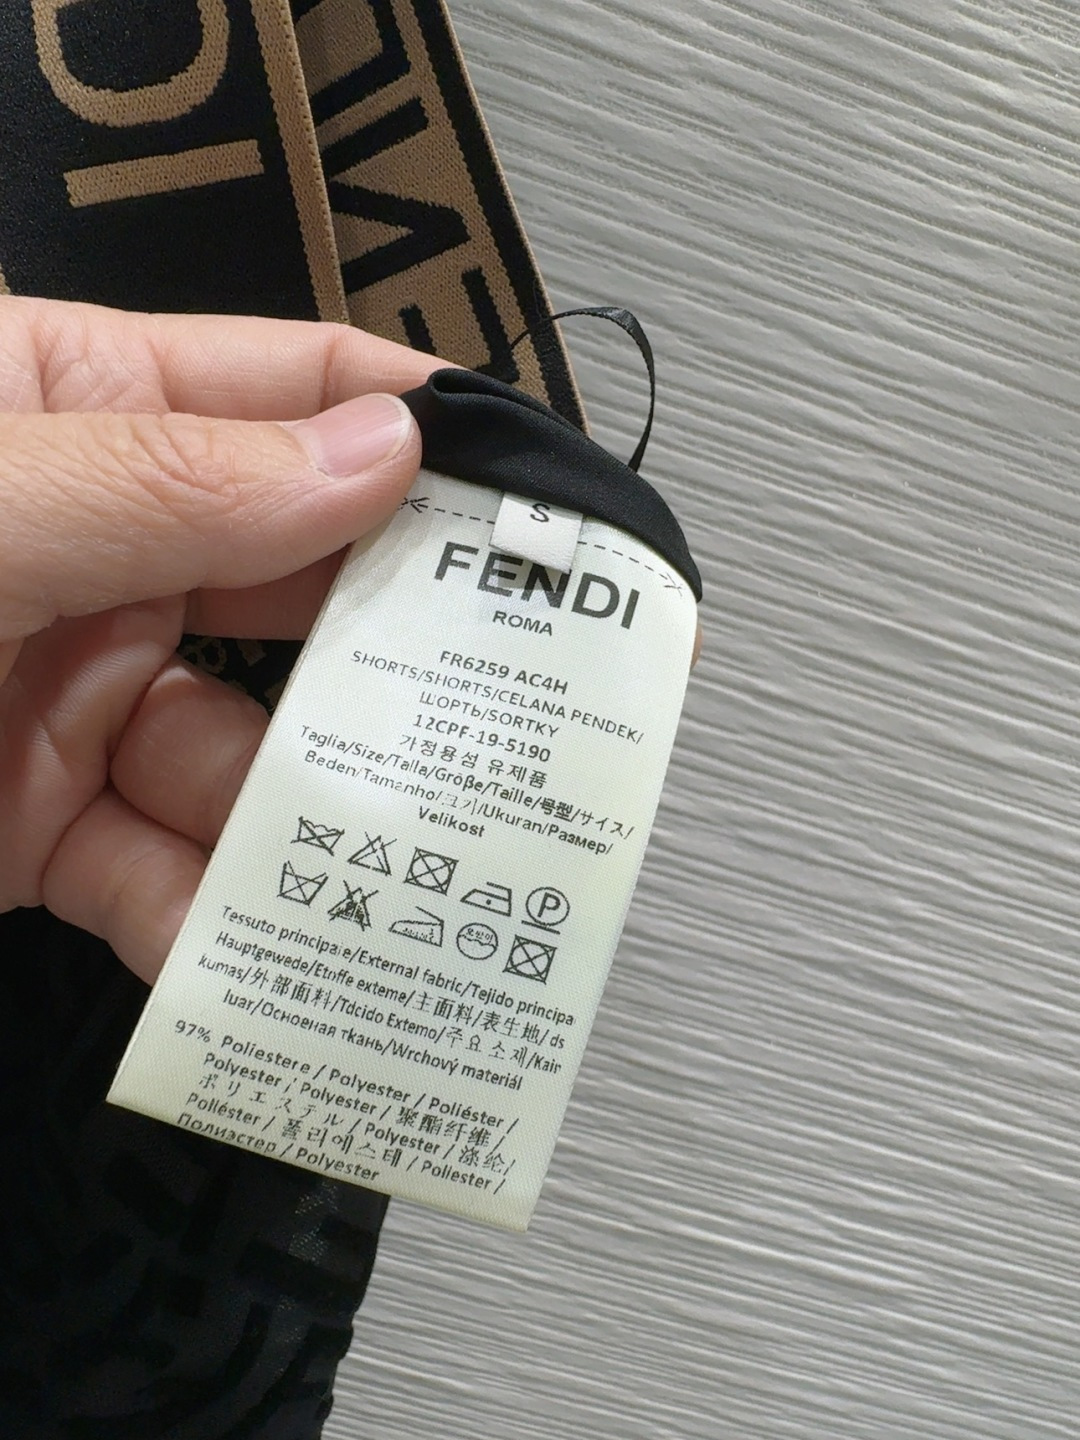 S
FENDI
ROMA
FR6259 AC4H
SHORTS/SHORTS/CELANA PENDEK/
ШОРТЬ/SORTKY
12CPF-19-5190
가정용섬 유제품
Taglia/Size/Talla/Größe/Taille/号型/サイズ/
Beden/Tamanho/크기/Ukuran/Размер/
Velikost
P
Tessuto principaie/External fabric/Tejido principa
Hauptgewede/Etoffe exteme/主面料/表生地/ds
kumas/外部面料/Tdcido Extemo/주요 소재/Kain
luar/Основная ткань/Wrchový materiál
97% Poliestere / Polyester / Poliéster /
Polyester / Polyester / 聚酯纤维 /
ポリエステル / Polyester / 涤纶/
Poliéster / 폴리에스테 / Poliester /
Полиэстер / Polyester